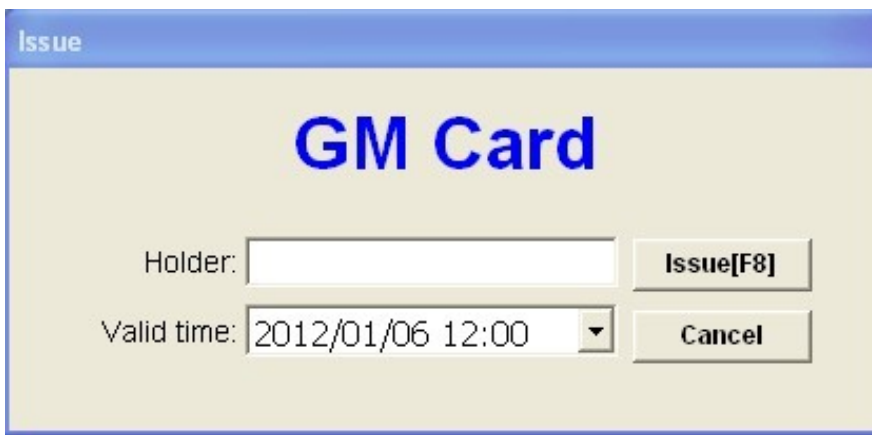 Issue
GM Card
Holder:
Issue[F8]
Valid time: 2012/01/06 12:00
Cancel